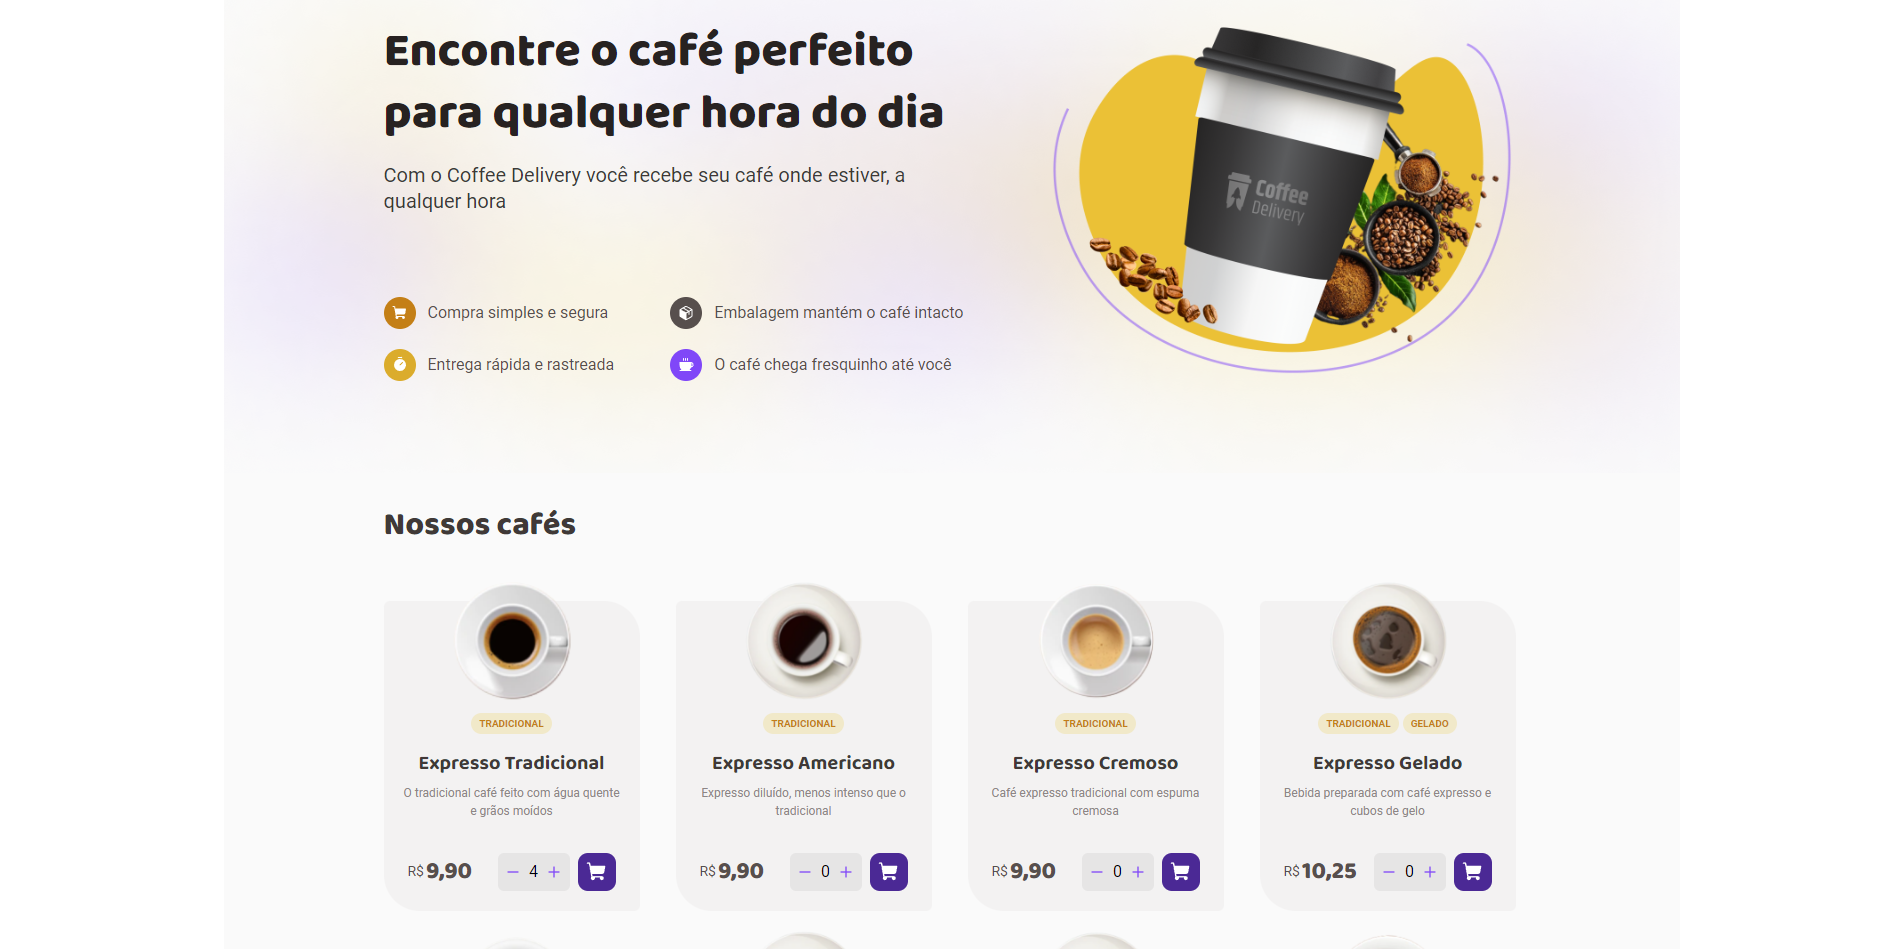 Encontre o café perfeito
para qualquer hora do dia
Com o Coffee Delivery você recebe seu café onde estiver, a
qualquer hora
Coffee
Delivery
Compra simples e segura
Embalagem mantém o café intacto
Entrega rápida e rastreada
O café chega fresquinho até você
Nossos cafés
TRADICIONAL
Expresso Tradicional
O tradicional café feito com água quente
e grãos moídos
R$ 9,90
4
TRADICIONAL
Expresso Americano
Expresso diluído, menos intenso que o
tradicional
R$ 9,90
0
TRADICIONAL
Expresso Cremoso
Café expresso tradicional com espuma
cremosa
R$ 9,90
0
TRADICIONAL GELADO
Expresso Gelado
Bebida preparada com café expresso e
cubos de gelo
R$ 10,25
0